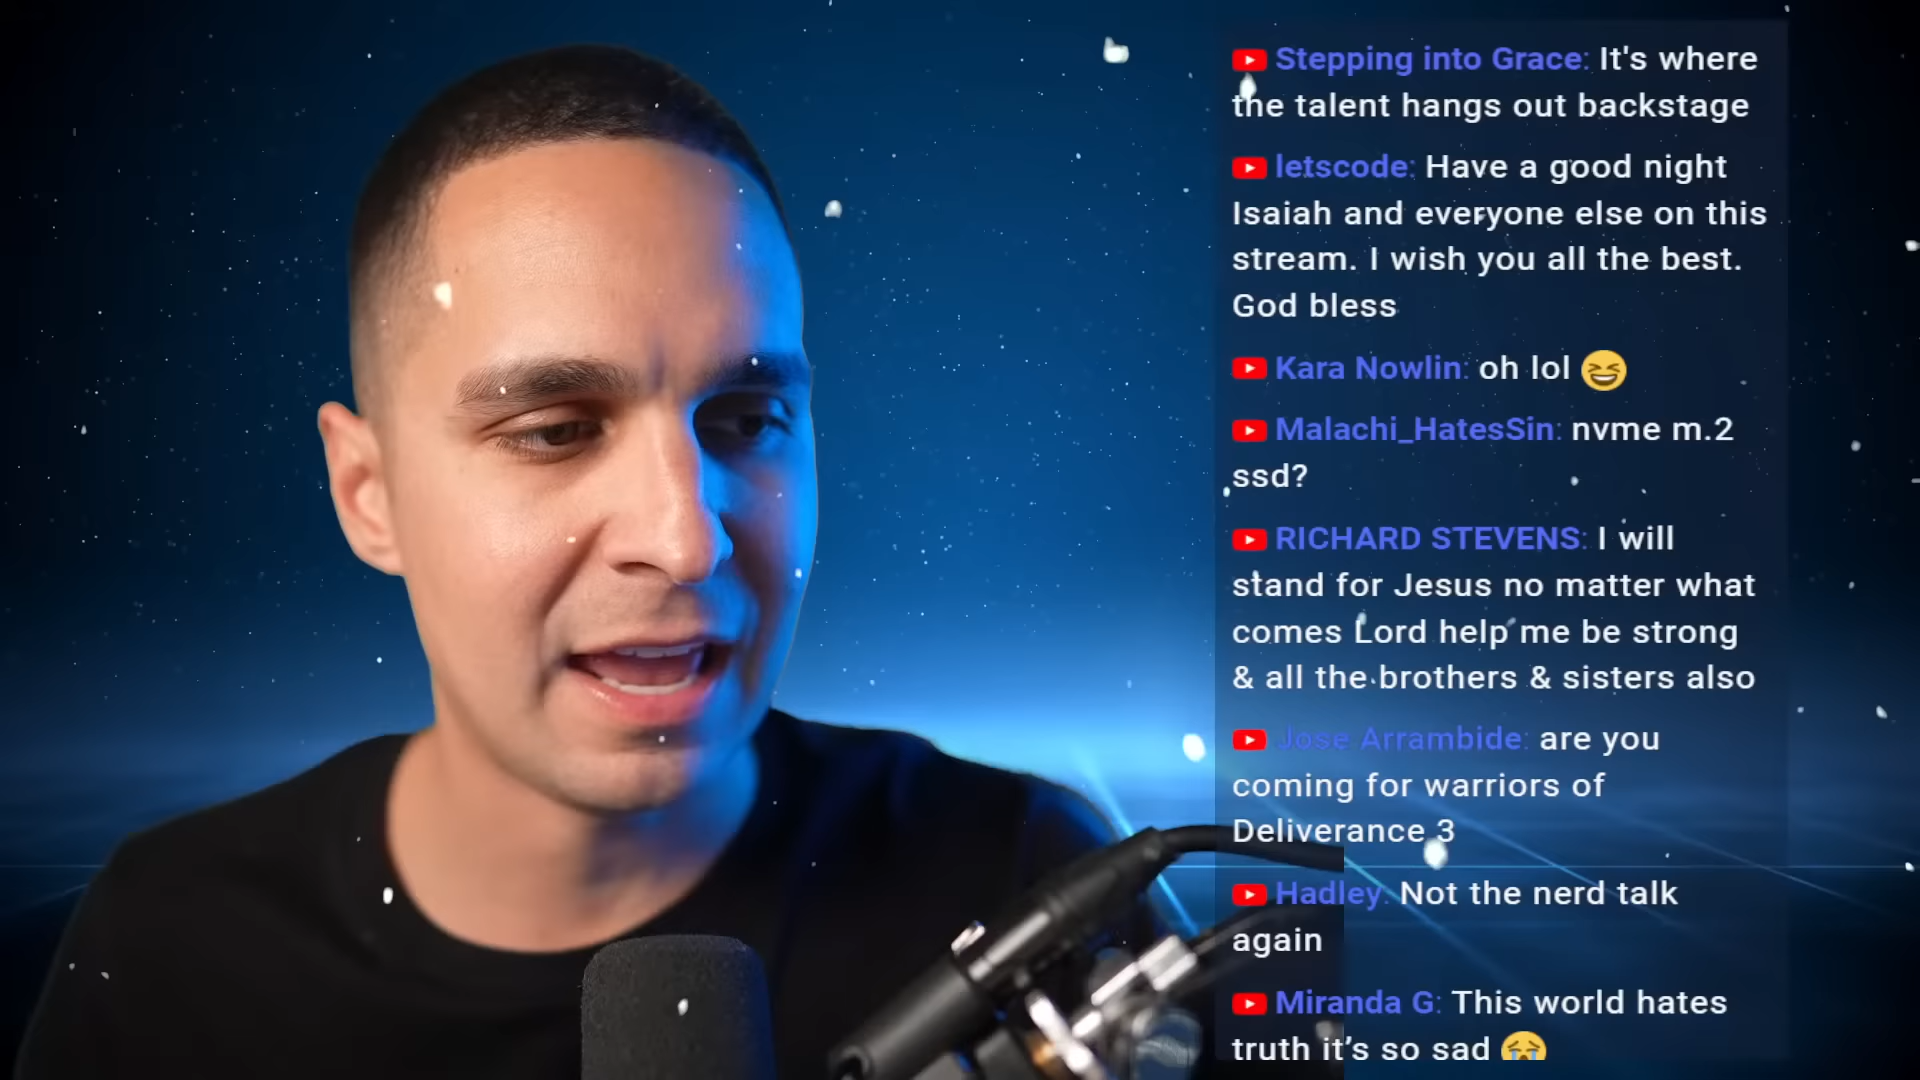 Stepping into Grace: It's where
the talent hangs out backstage
letscode: Have a good night
Isaiah and everyone else on this
stream. I wish you all the best.
God bless
Kara Nowlin: oh lol 😆
Malachi_HatesSin: nvme m.2
ssd?
RICHARD STEVENS: I will
stand for Jesus no matter what
comes Lord help me be strong
& all the brothers & sisters also
Jose Arrambide: are you
coming for warriors of
Deliverance 3
Hadley: Not the nerd talk
again
Miranda G: This world hates
truth it’s so sad 😭